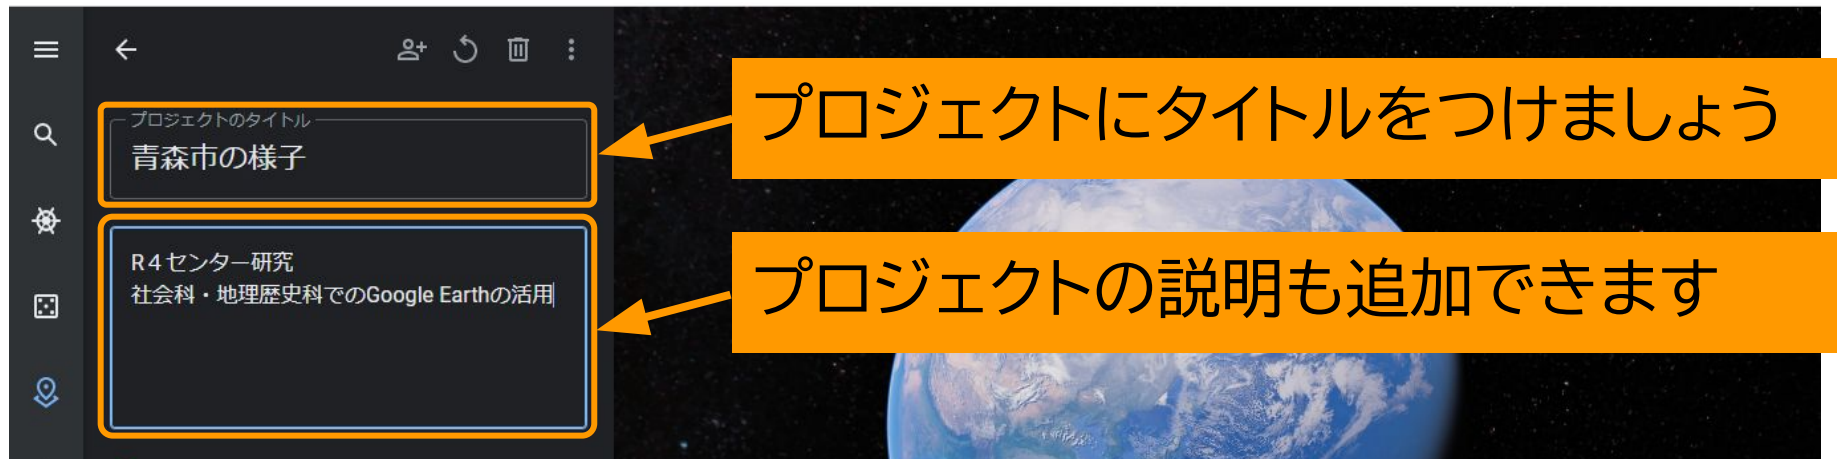 プロジェクトのタイトル
青森市の様子
プロジェクトにタイトルをつけましょう
R4センター研究
社会科・地理歴史科でのGoogle Earthの活用
プロジェクトの説明も追加できます